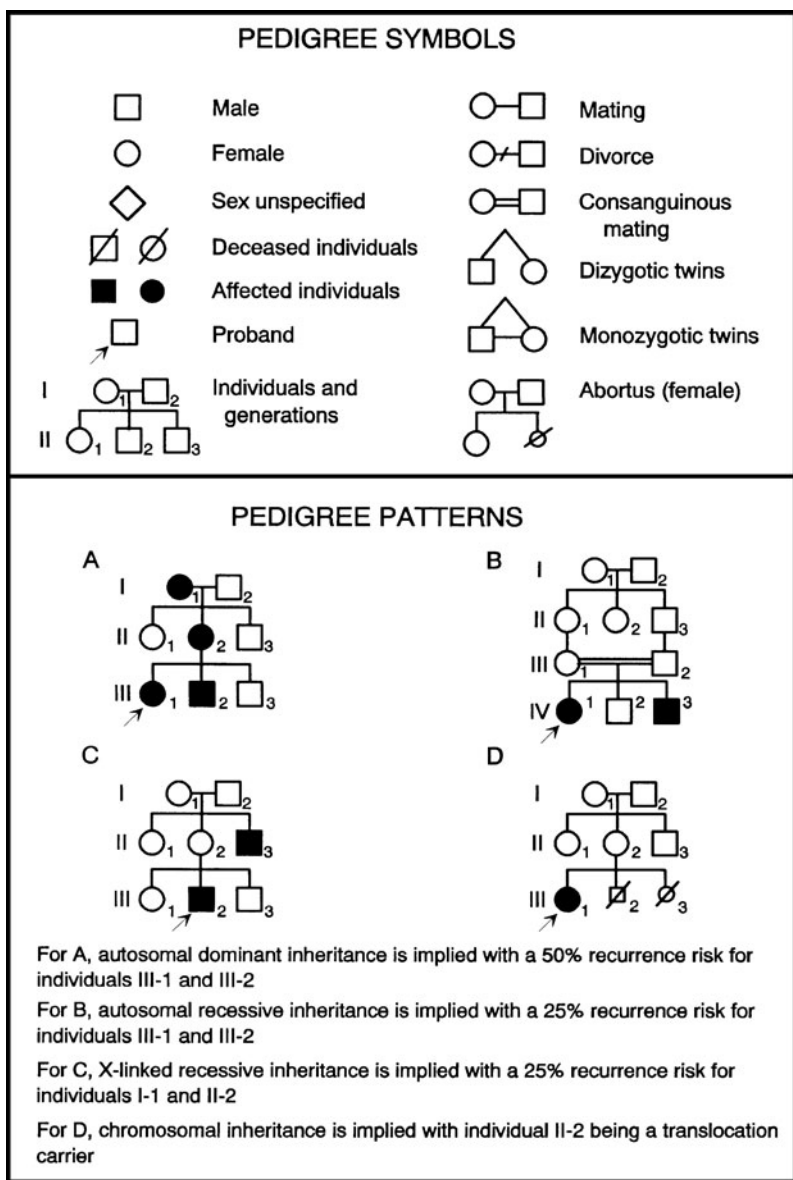 PEDIGREE SYMBOLS
Male
Female
Sex unspecified
Deceased individuals
Affected individuals
Proband
I 1 2
II 1 2 3
Individuals and
generations
Mating
Divorce
Consanguinous
mating
Dizygotic twins
Monozygotic twins
Abortus (female)
PEDIGREE PATTERNS
A
I 1 2
II 1 2 3
III 1 2 3
B
I 1 2
II 1 2 3
III 1 2
IV 1 2 3
C
I 1 2
II 1 2 3
III 1 2 3
D
I 1 2
II 1 2 3
III 1 2 3
For A, autosomal dominant inheritance is implied with a 50% recurrence risk for
individuals III-1 and III-2
For B, autosomal recessive inheritance is implied with a 25% recurrence risk for
individuals III-1 and III-2
For C, X-linked recessive inheritance is implied with a 25% recurrence risk for
individuals I-1 and II-2
For D, chromosomal inheritance is implied with individual II-2 being a translocation
carrier